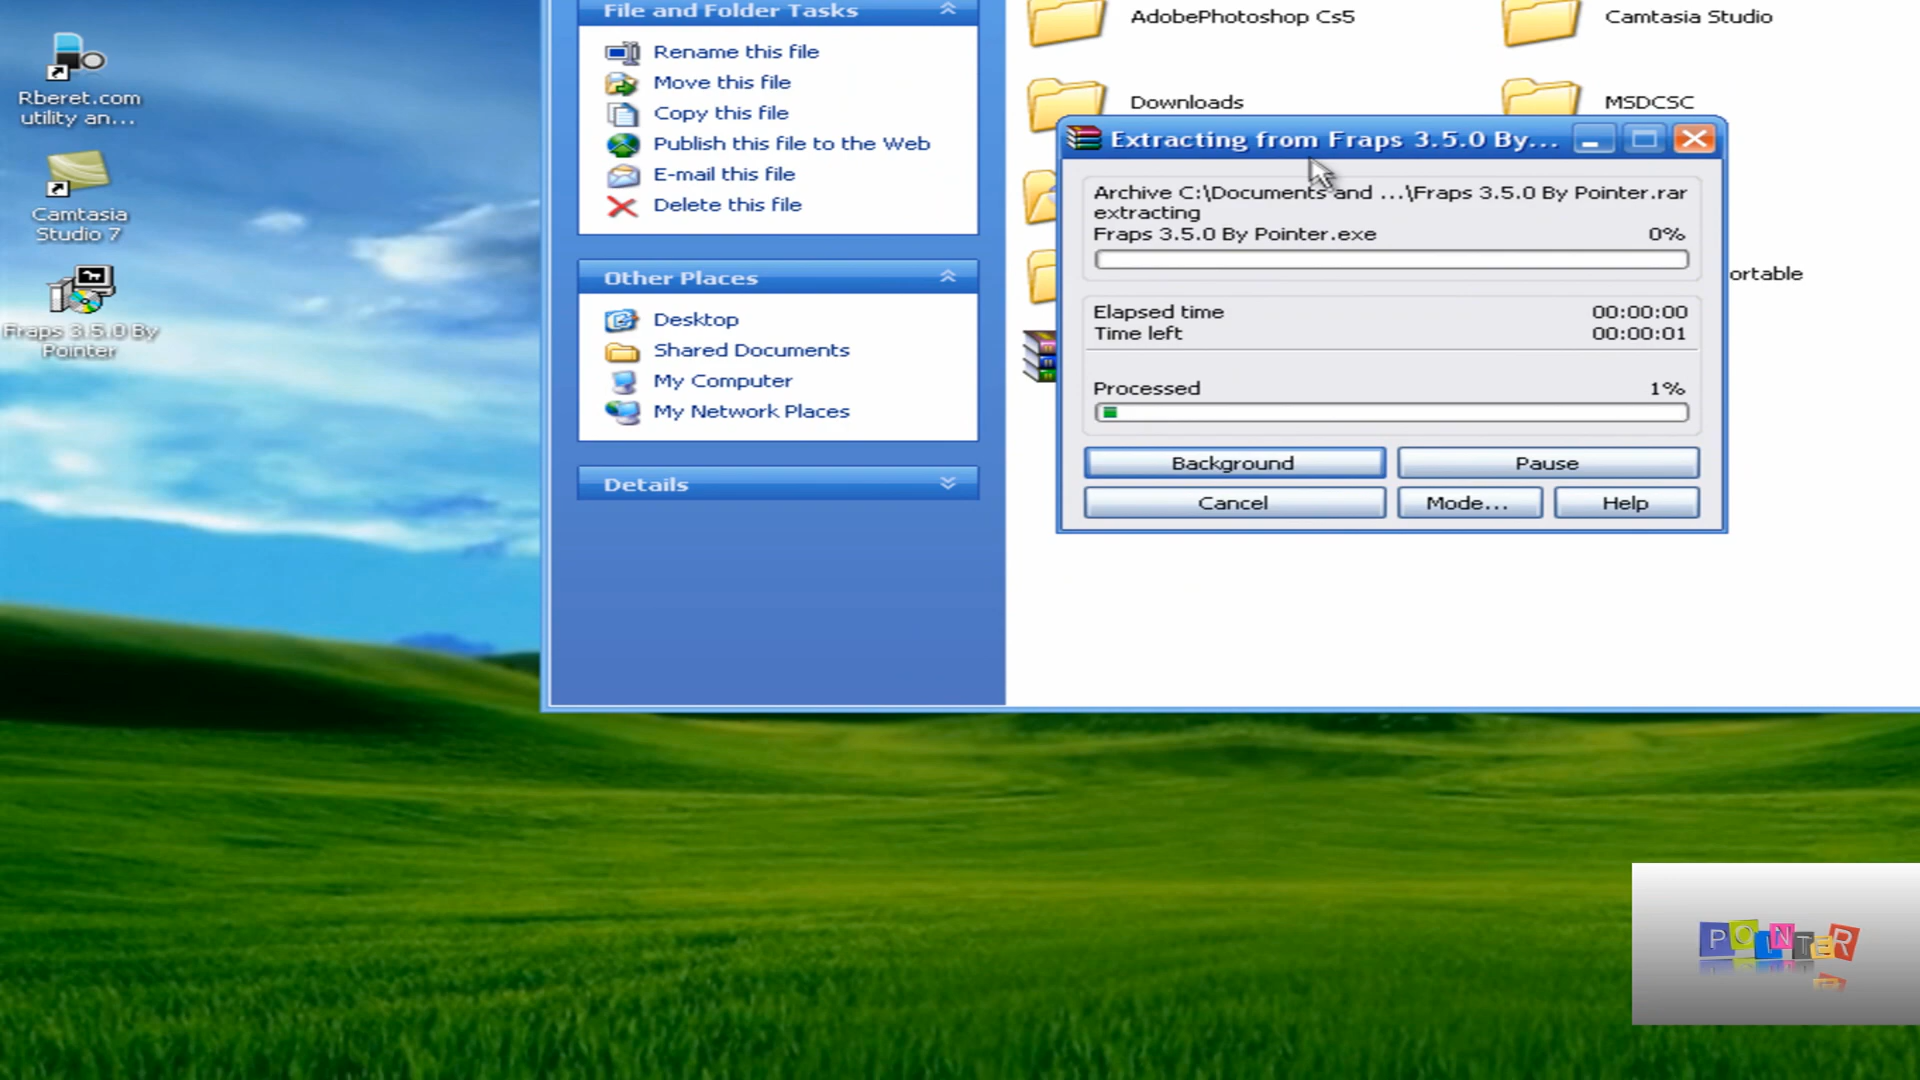 Rberet.com
utility an...
Camtasia
Studio 7
Fraps 3.5.0 By
Pointer
File and Folder Tasks
Rename this file
Move this file
Copy this file
Publish this file to the Web
E-mail this file
Delete this file
Other Places
Desktop
Shared Documents
My Computer
My Network Places
Details
AdobePhotoshop Cs5
Camtasia Studio
Downloads
MSDCSC
ortable
Extracting from Fraps 3.5.0 By...
Archive C:\Documents and ...\Fraps 3.5.0 By Pointer.rar
extracting
Fraps 3.5.0 By Pointer.exe 0%
Elapsed time 00:00:00
Time left 00:00:01
Processed 1%
Background
Pause
Cancel
Mode...
Help
POINTER